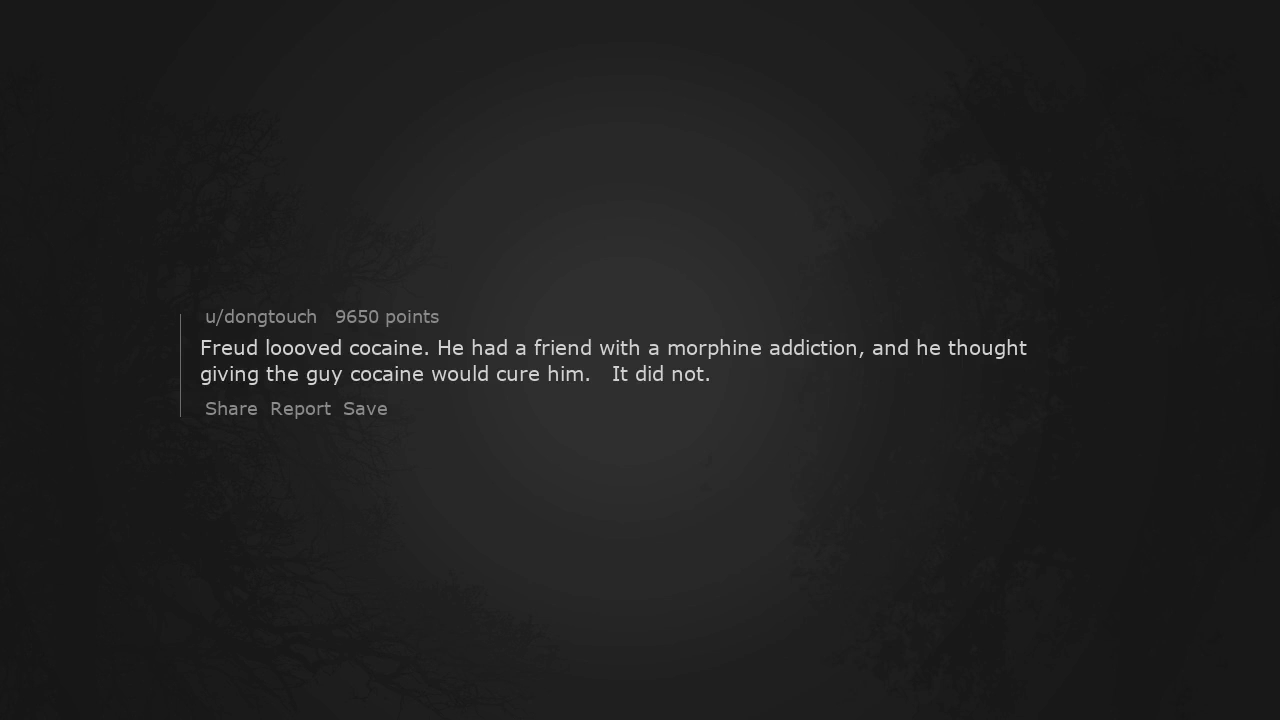 u/dongtouch 9650 points
Freud loooved cocaine. He had a friend with a morphine addiction, and he thought
giving the guy cocaine would cure him. It did not.
Share Report Save